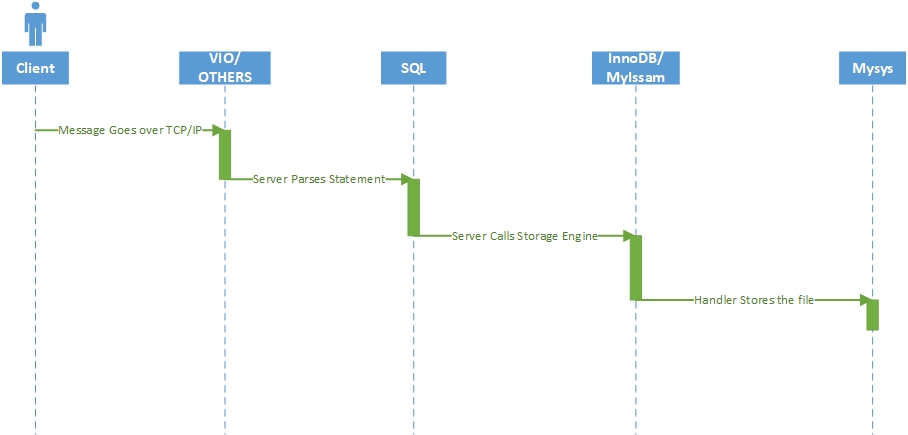 Client
VIO/
OTHERS
SQL
InnoDB/
MyIssam
Mysys
Message Goes over TCP/IP
Server Parses Statement
Server Calls Storage Engine
Handler Stores the file